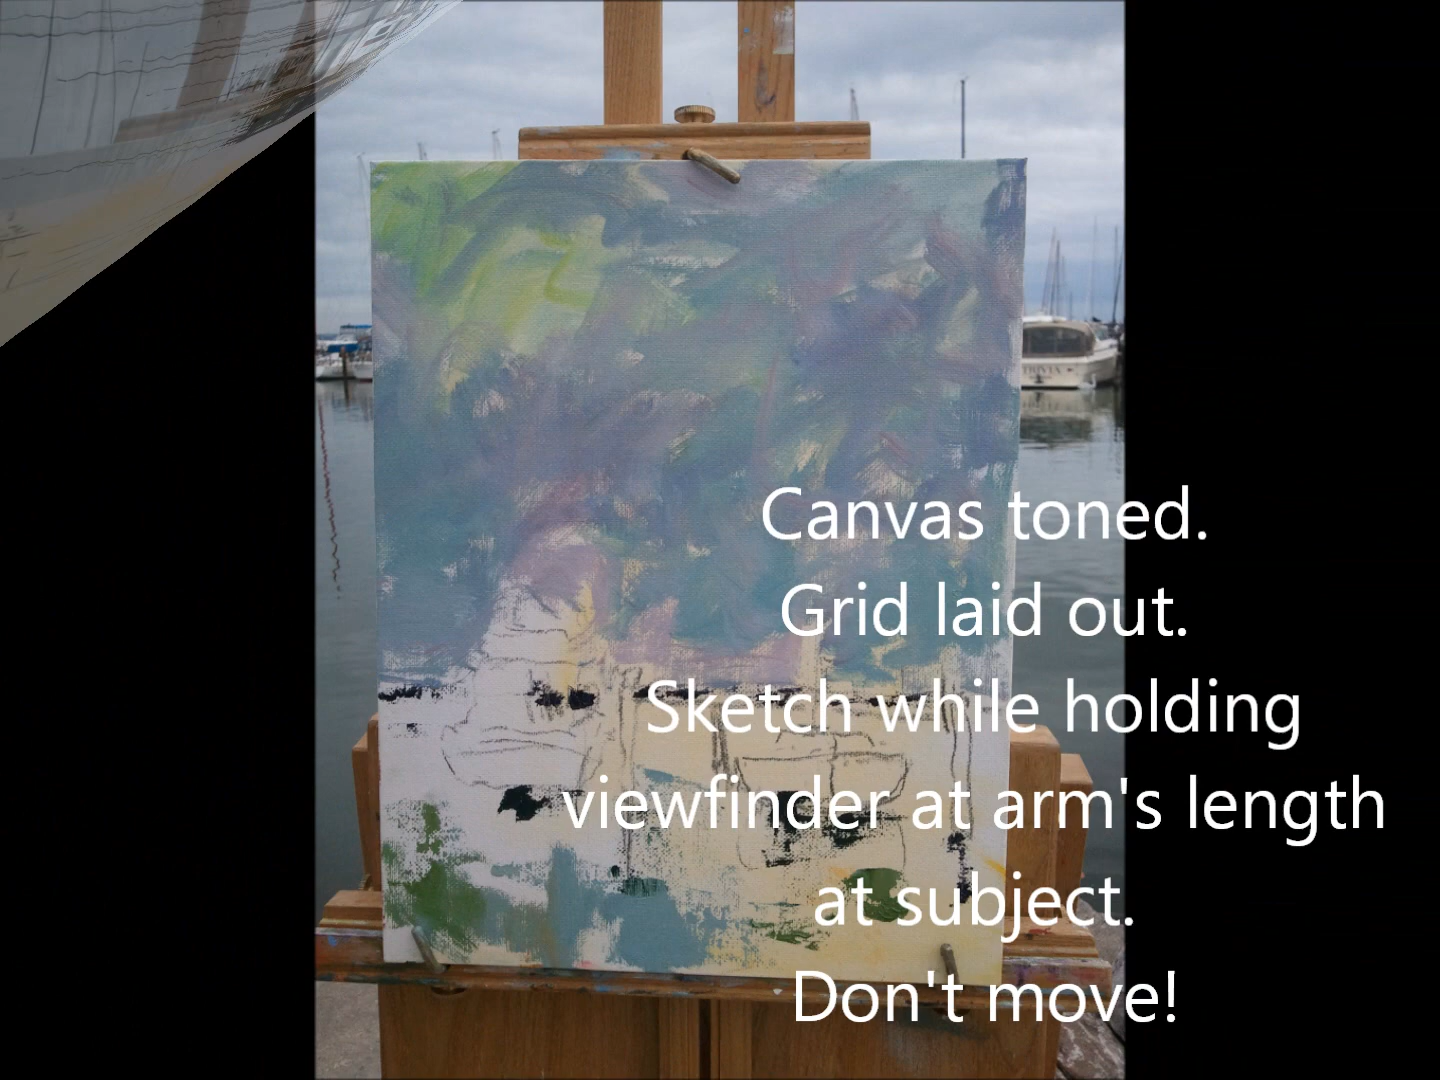 Canvas toned.
Grid laid out.
Sketch while holding
viewfinder at arm's length
at subject.
Don't move!